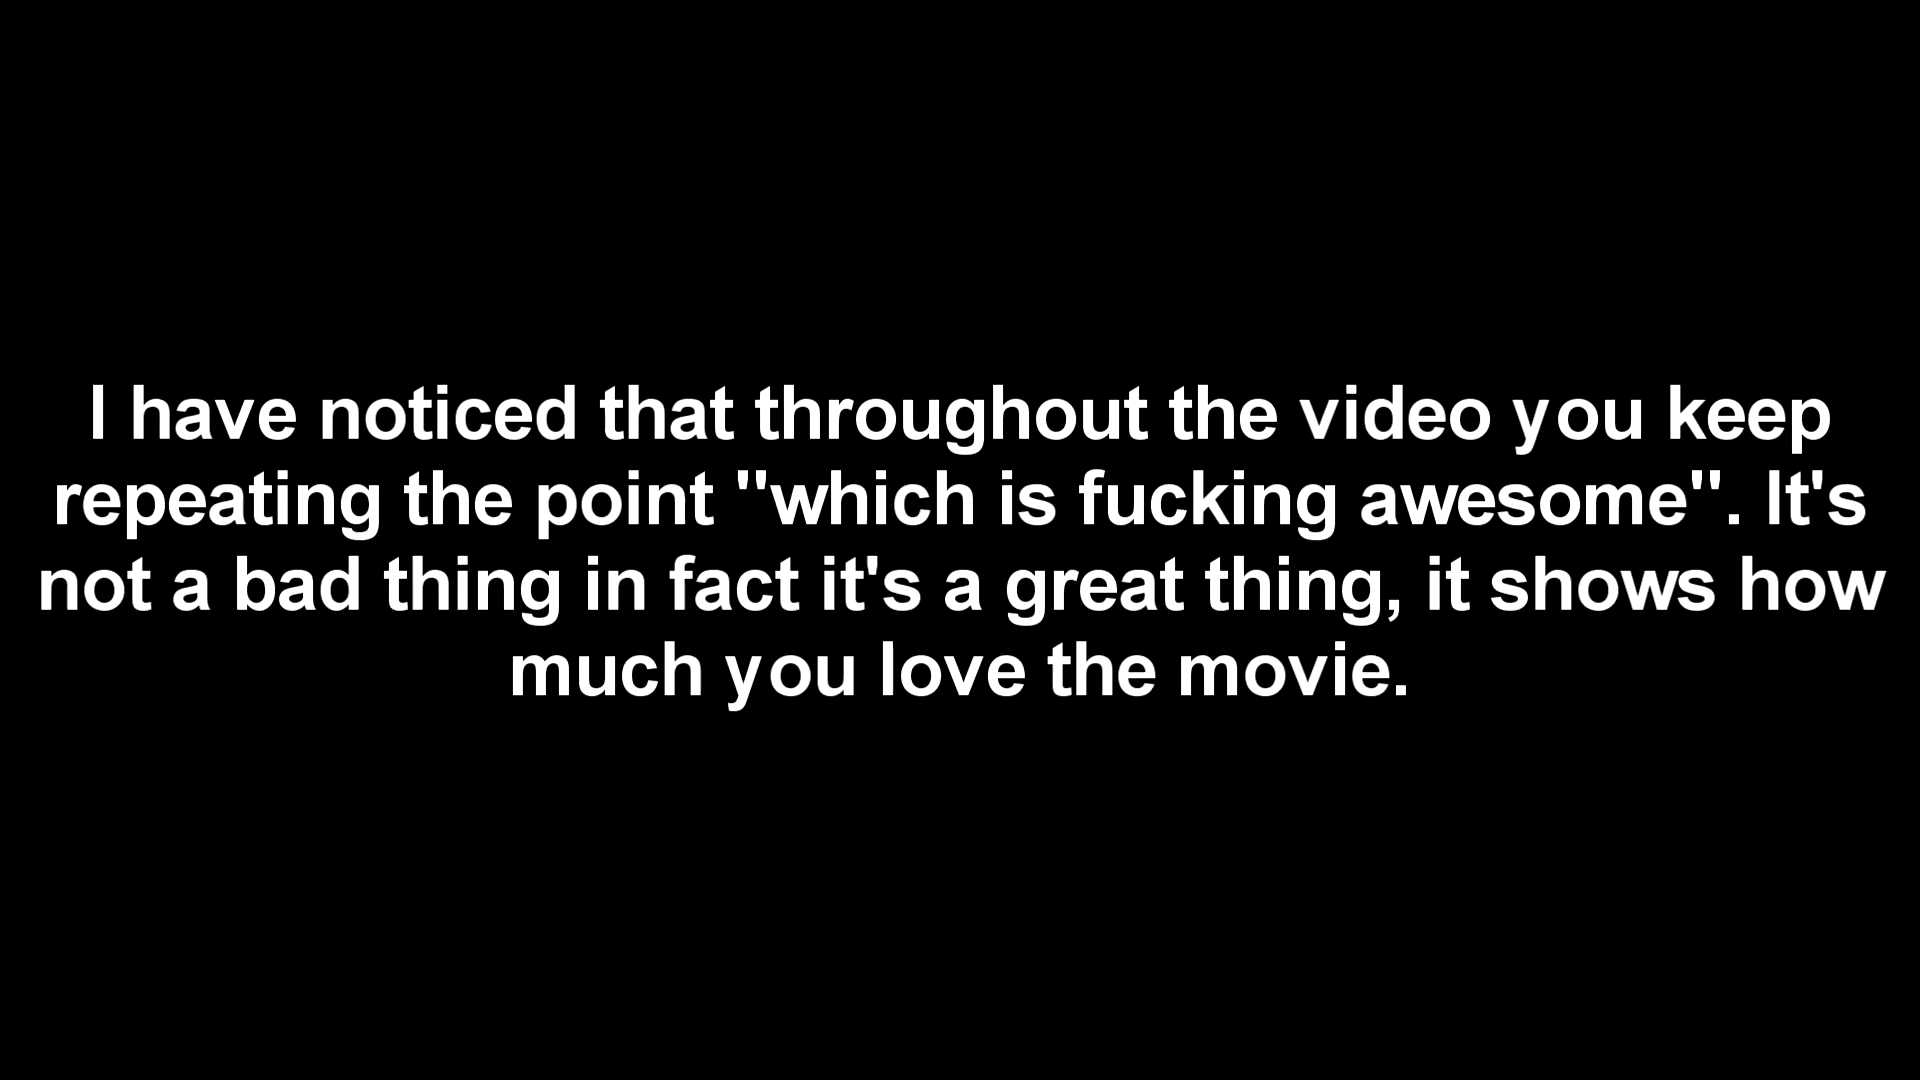 I have noticed that throughout the video you keep
repeating the point "which is fucking awesome". It's
not a bad thing in fact it's a great thing, it shows how
much you love the movie.